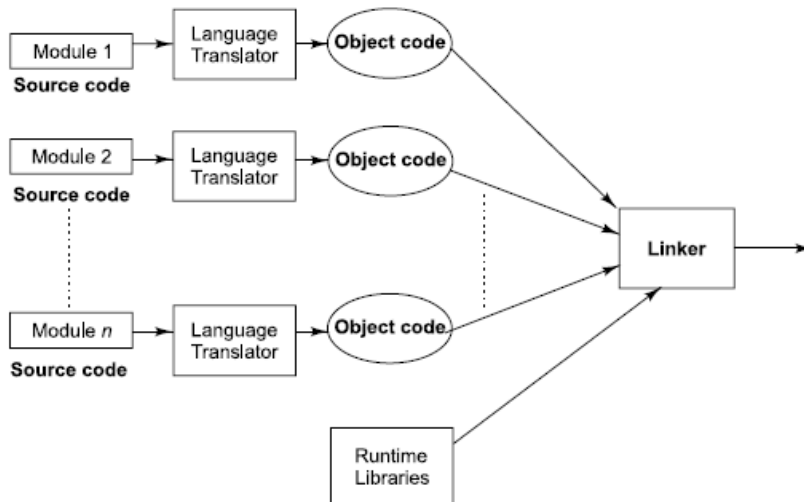 Module 1
Source code
Language
Translator
Object code
Module 2
Source code
Language
Translator
Object code
Linker
Module n
Source code
Language
Translator
Object code
Runtime
Libraries